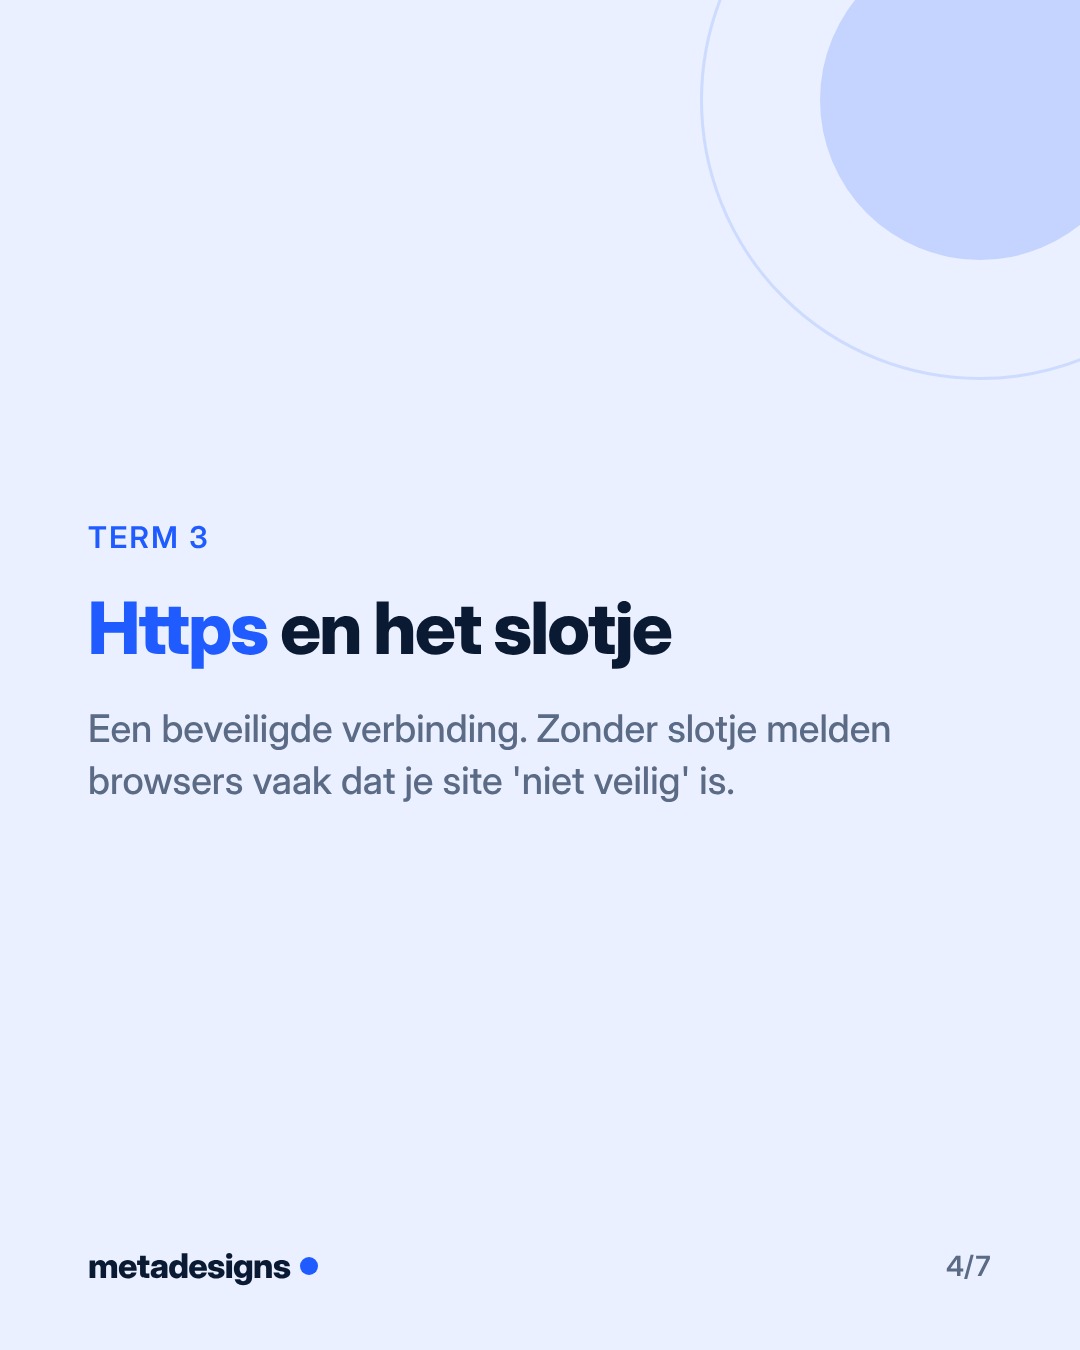 TERM 3
Https en het slotje
Een beveiligde verbinding. Zonder slotje melden
browsers vaak dat je site 'niet veilig' is.
metadesigns
4/7